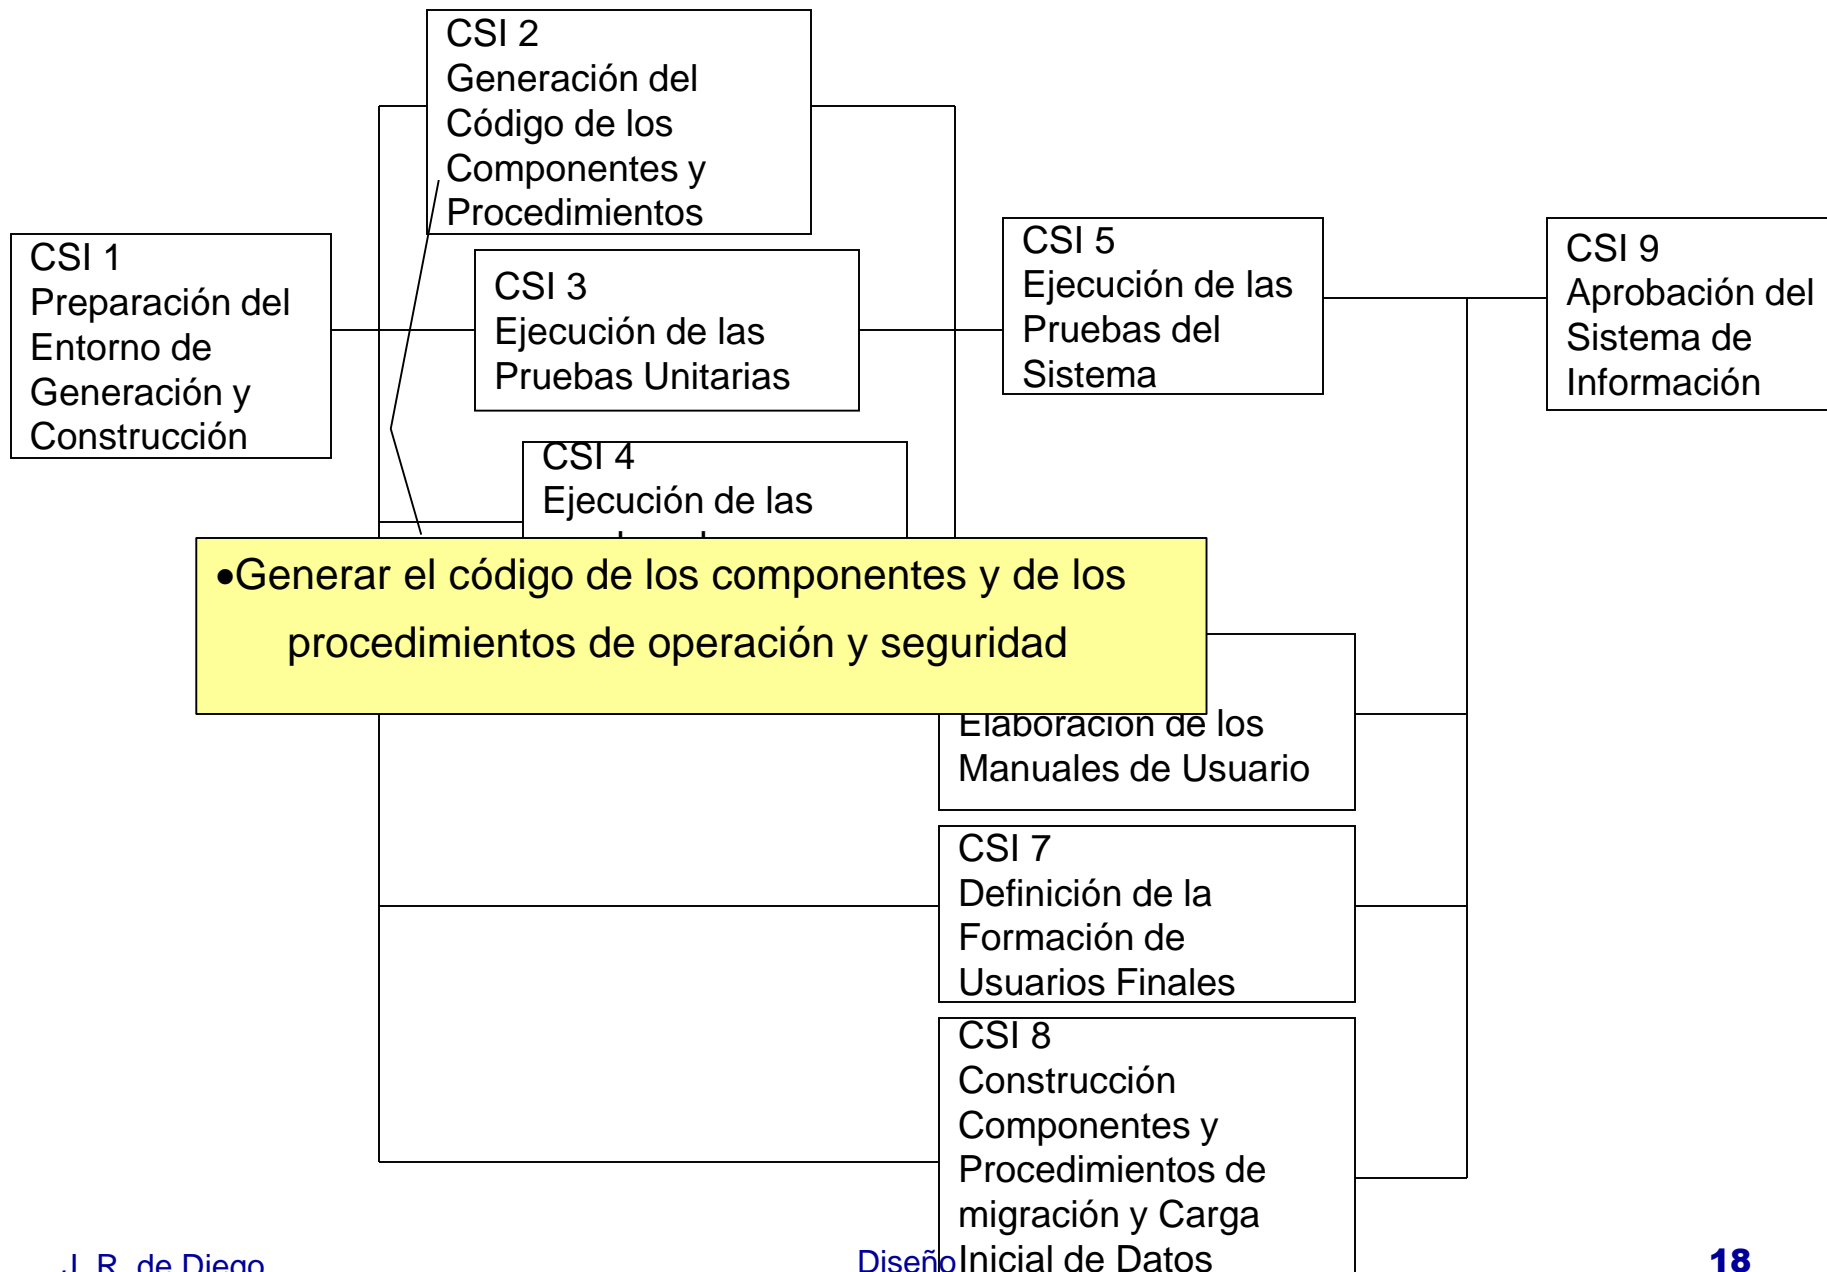 CSI 2
Generación del
Código de los
Componentes y
Procedimientos
CSI 1
Preparación del
Entorno de
Generación y
Construcción
CSI 3
Ejecución de las
Pruebas Unitarias
CSI 5
Ejecución de las
Pruebas del
Sistema
CSI 9
Aprobación del
Sistema de
Información
CSI 4
Ejecución de las
•Generar el código de los componentes y de los
procedimientos de operación y seguridad
Elaboración de los
Manuales de Usuario
CSI 7
Definición de la
Formación de
Usuarios Finales
CSI 8
Construcción
Componentes y
Procedimientos de
migración y Carga
Inicial de Datos
J. R. de Diego
Diseño
18